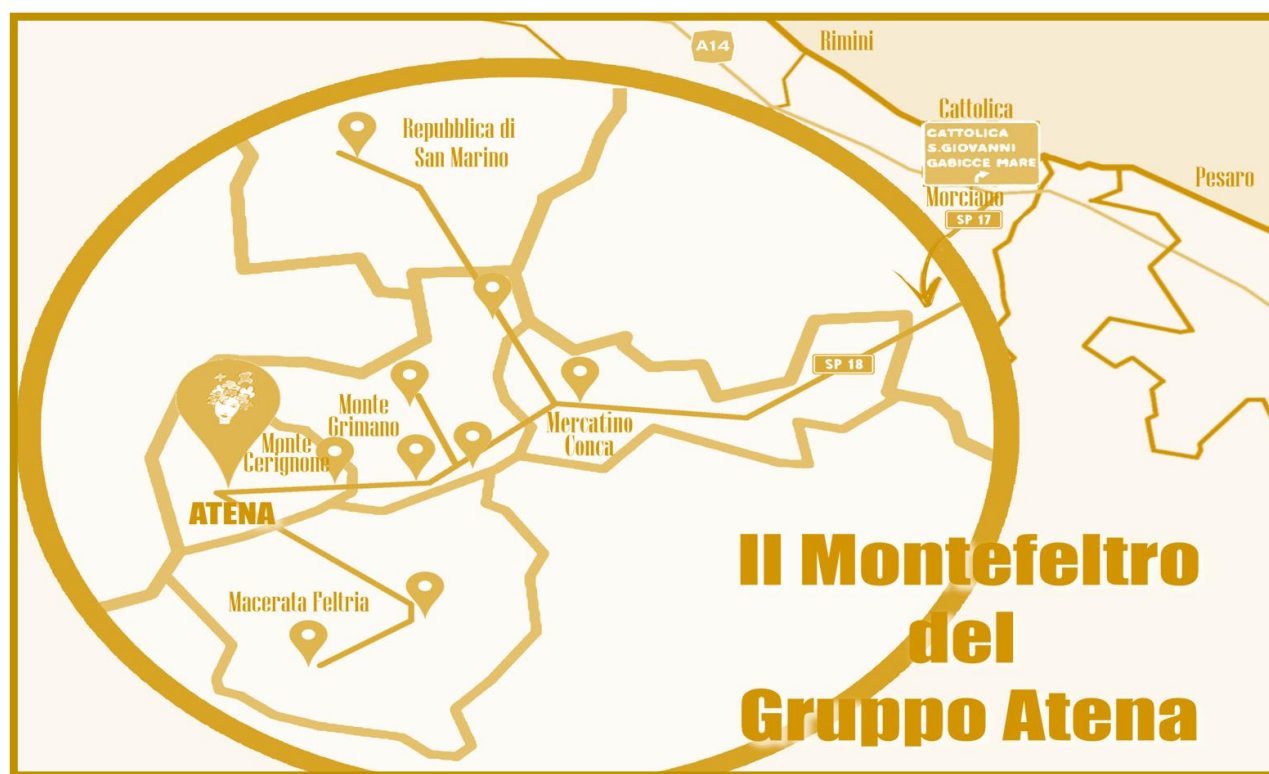 A14
Rimini
Cattolica
CATTOLICA
S.GIOVANNI
GABICCE MARE
Pesaro
Morciano
SP 17
Repubblica di
San Marino
SP 18
Monte
Grimano
Mercatino
Conca
Monte
Cerignone
ATENA
Macerata Feltria
Il Montefeltro
del
Gruppo Atena